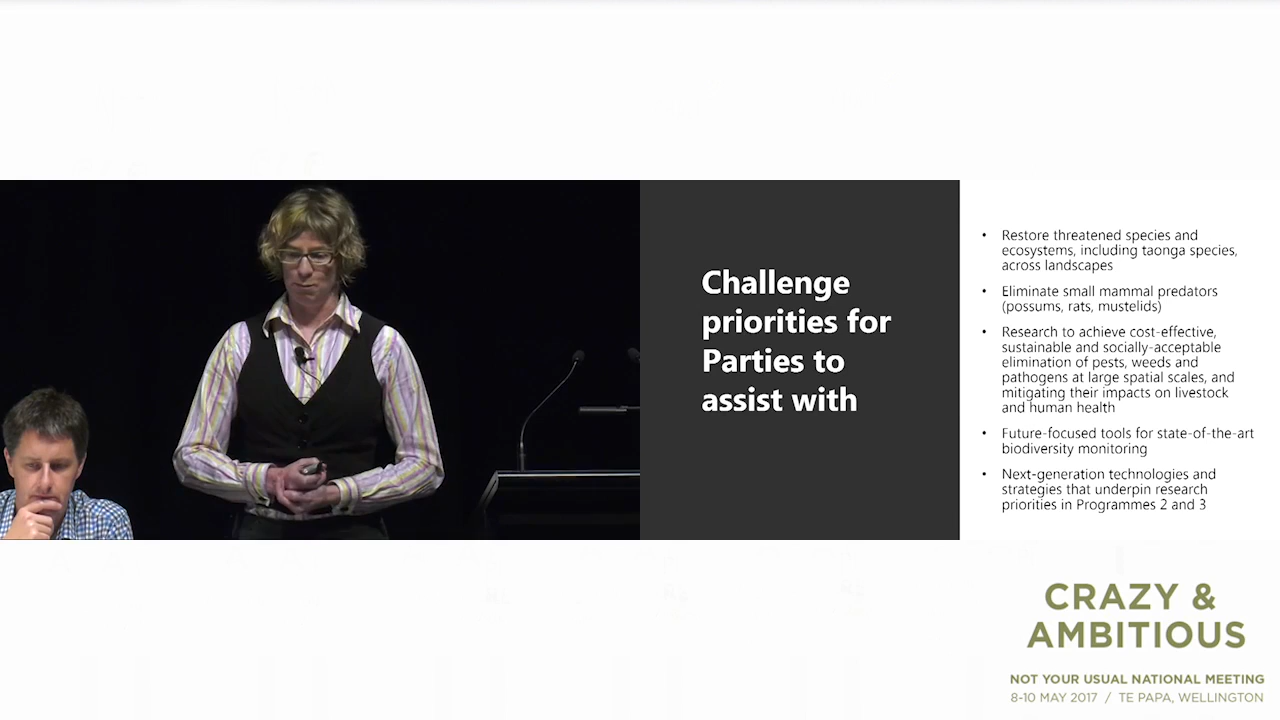 Challenge
priorities for
Parties to
assist with
• Restore threatened species and
ecosystems, including taonga species,
across landscapes
• Eliminate small mammal predators
(possums, rats, mustelids)
• Research to achieve cost-effective,
sustainable and socially-acceptable
elimination of pests, weeds and
pathogens at large spatial scales, and
mitigating their impacts on livestock
and human health
• Future-focused tools for state-of-the-art
biodiversity monitoring
• Next-generation technologies and
strategies that underpin research
priorities in Programmes 2 and 3
CRAZY &
AMBITIOUS
NOT YOUR USUAL NATIONAL MEETING
8-10 MAY 2017 / TE PAPA, WELLINGTON